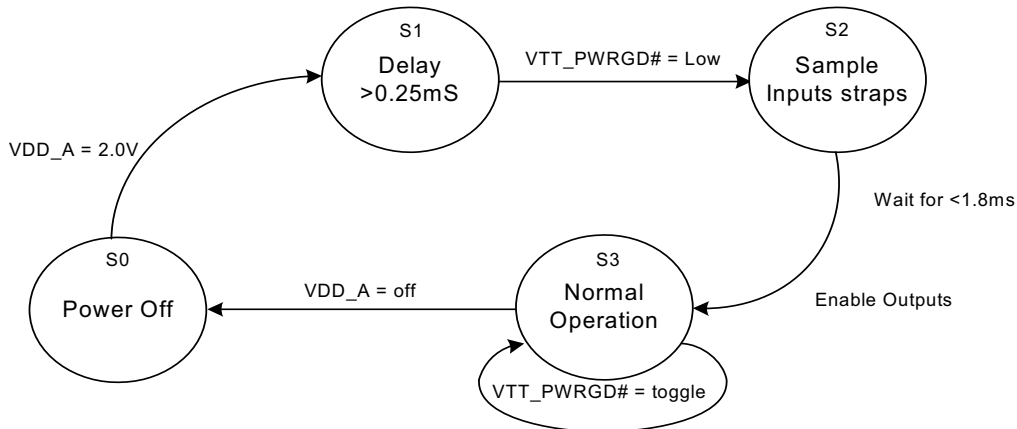 S1
Delay
>0.25mS
VTT_PWRGD# = Low
S2
Sample
Inputs straps
VDD_A = 2.0V
Wait for <1.8ms
S0
Power Off
VDD_A = off
S3
Normal
Operation
Enable Outputs
VTT_PWRGD# = toggle